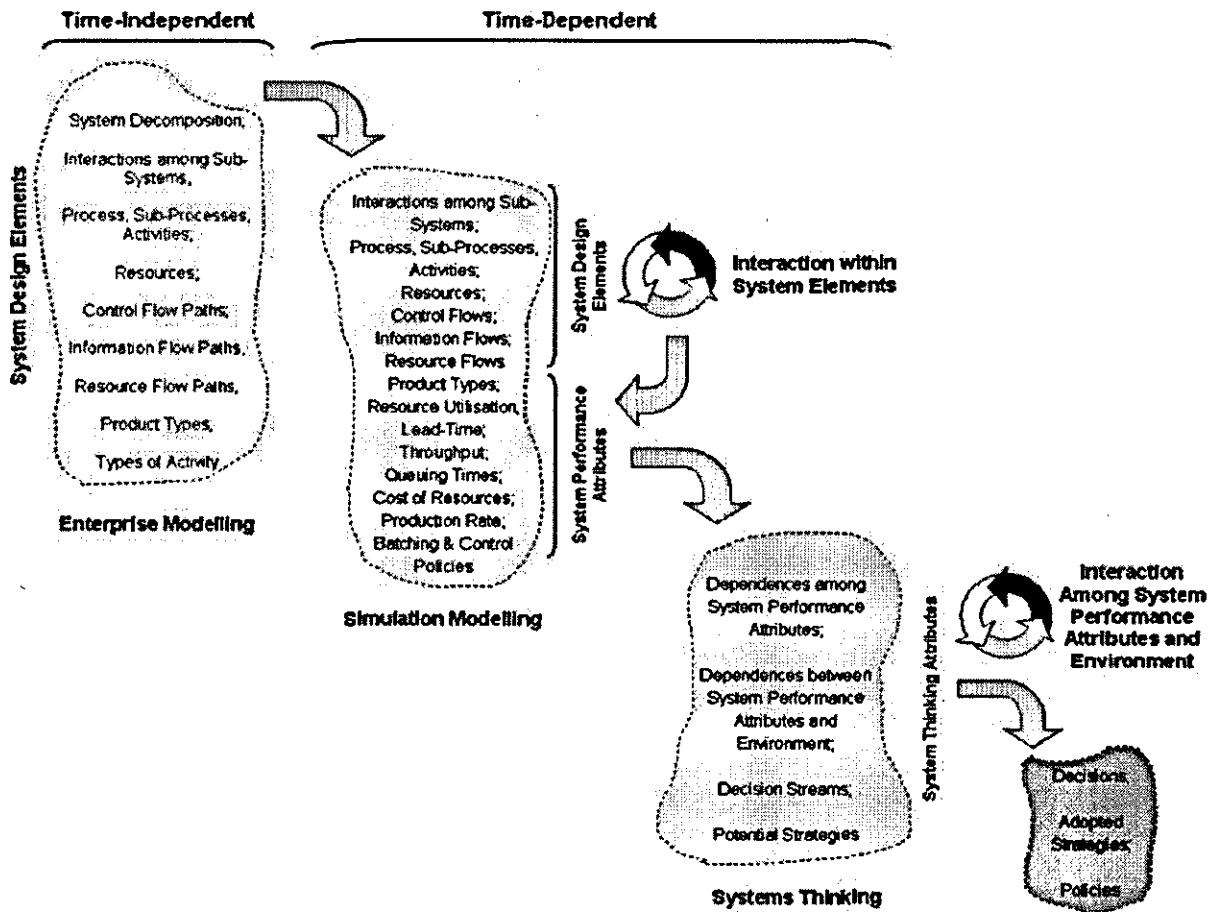 Time-Independent
Time-Dependent
System Design Elements
System Decomposition;
Interactions among Sub-
Systems,
Process, Sub-Processes,
Activities;
Resources;
Control Flow Paths;
Information Flow Paths,
Resource Flow Paths,
Product Types,
Types of Activity
Enterprise Modelling
Interactions among Sub-
Systems;
Process, Sub-Processes,
Activities;
Resources;
Control Flows;
Information Flows;
Resource Flows
Product Types;
Resource Utilisation,
Lead-Time;
Throughput;
Queuing Times;
Cost of Resources;
Production Rate;
Batching & Control
Policies
Simulation Modelling
System Design
Elements
System Performance
Attributes
Interaction within
System Elements
Dependences among
System Performance
Attributes;
Dependences between
System Performance
Attributes and
Environment;
Decision Streams;
Potential Strategies
Systems Thinking
System Thinking Attributes
Interaction
Among System
Performance
Attributes and
Environment
Decisions
Adopted
Strategies;
Policies